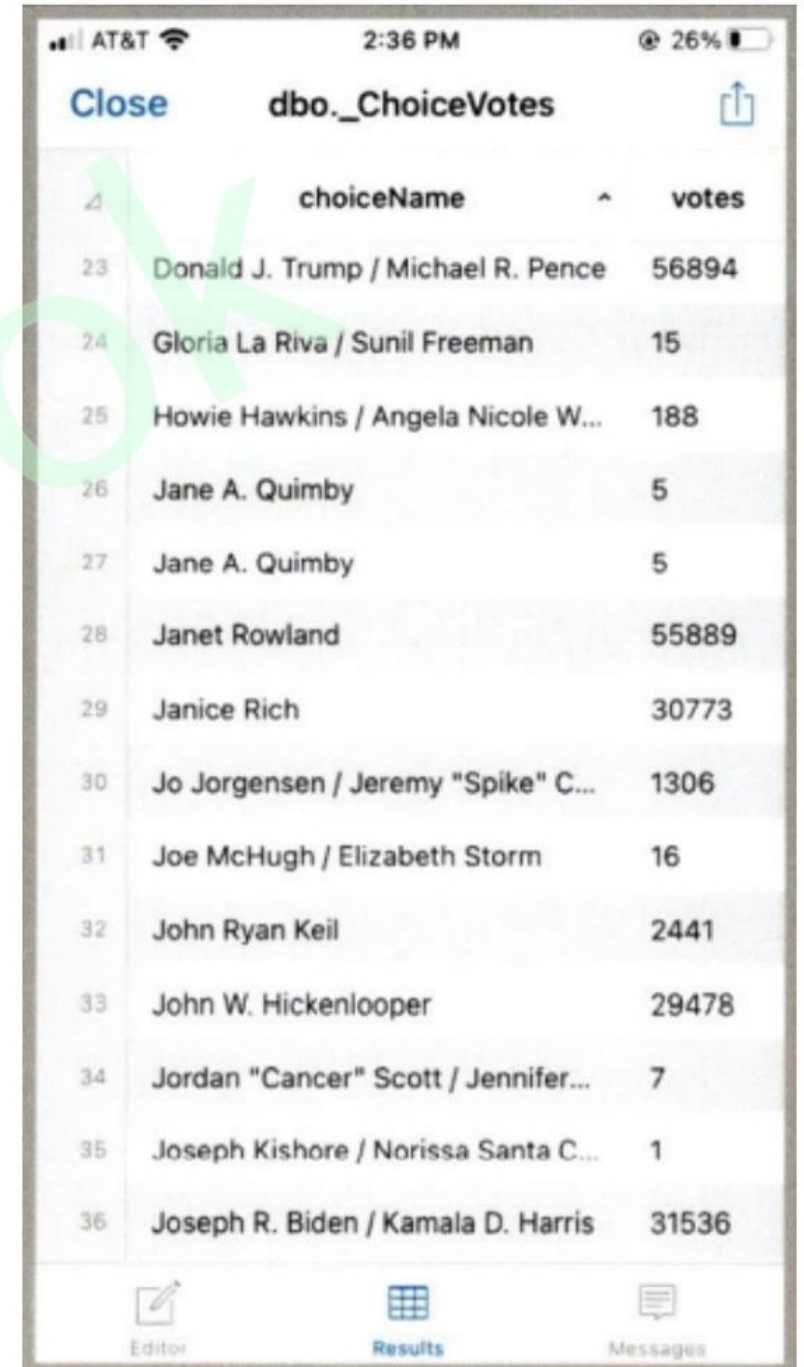 AT&T 2:36 PM 26%
Close dbo._ChoiceVotes
choiceName votes
23 Donald J. Trump / Michael R. Pence 56894
24 Gloria La Riva / Sunil Freeman 15
25 Howie Hawkins / Angela Nicole W... 188
26 Jane A. Quimby 5
27 Jane A. Quimby 5
28 Janet Rowland 55889
29 Janice Rich 30773
30 Jo Jorgensen / Jeremy "Spike" C... 1306
31 Joe McHugh / Elizabeth Storm 16
32 John Ryan Keil 2441
33 John W. Hickenlooper 29478
34 Jordan "Cancer" Scott / Jennifer... 7
35 Joseph Kishore / Norissa Santa C... 1
36 Joseph R. Biden / Kamala D. Harris 31536
Editor Results Messages
ok